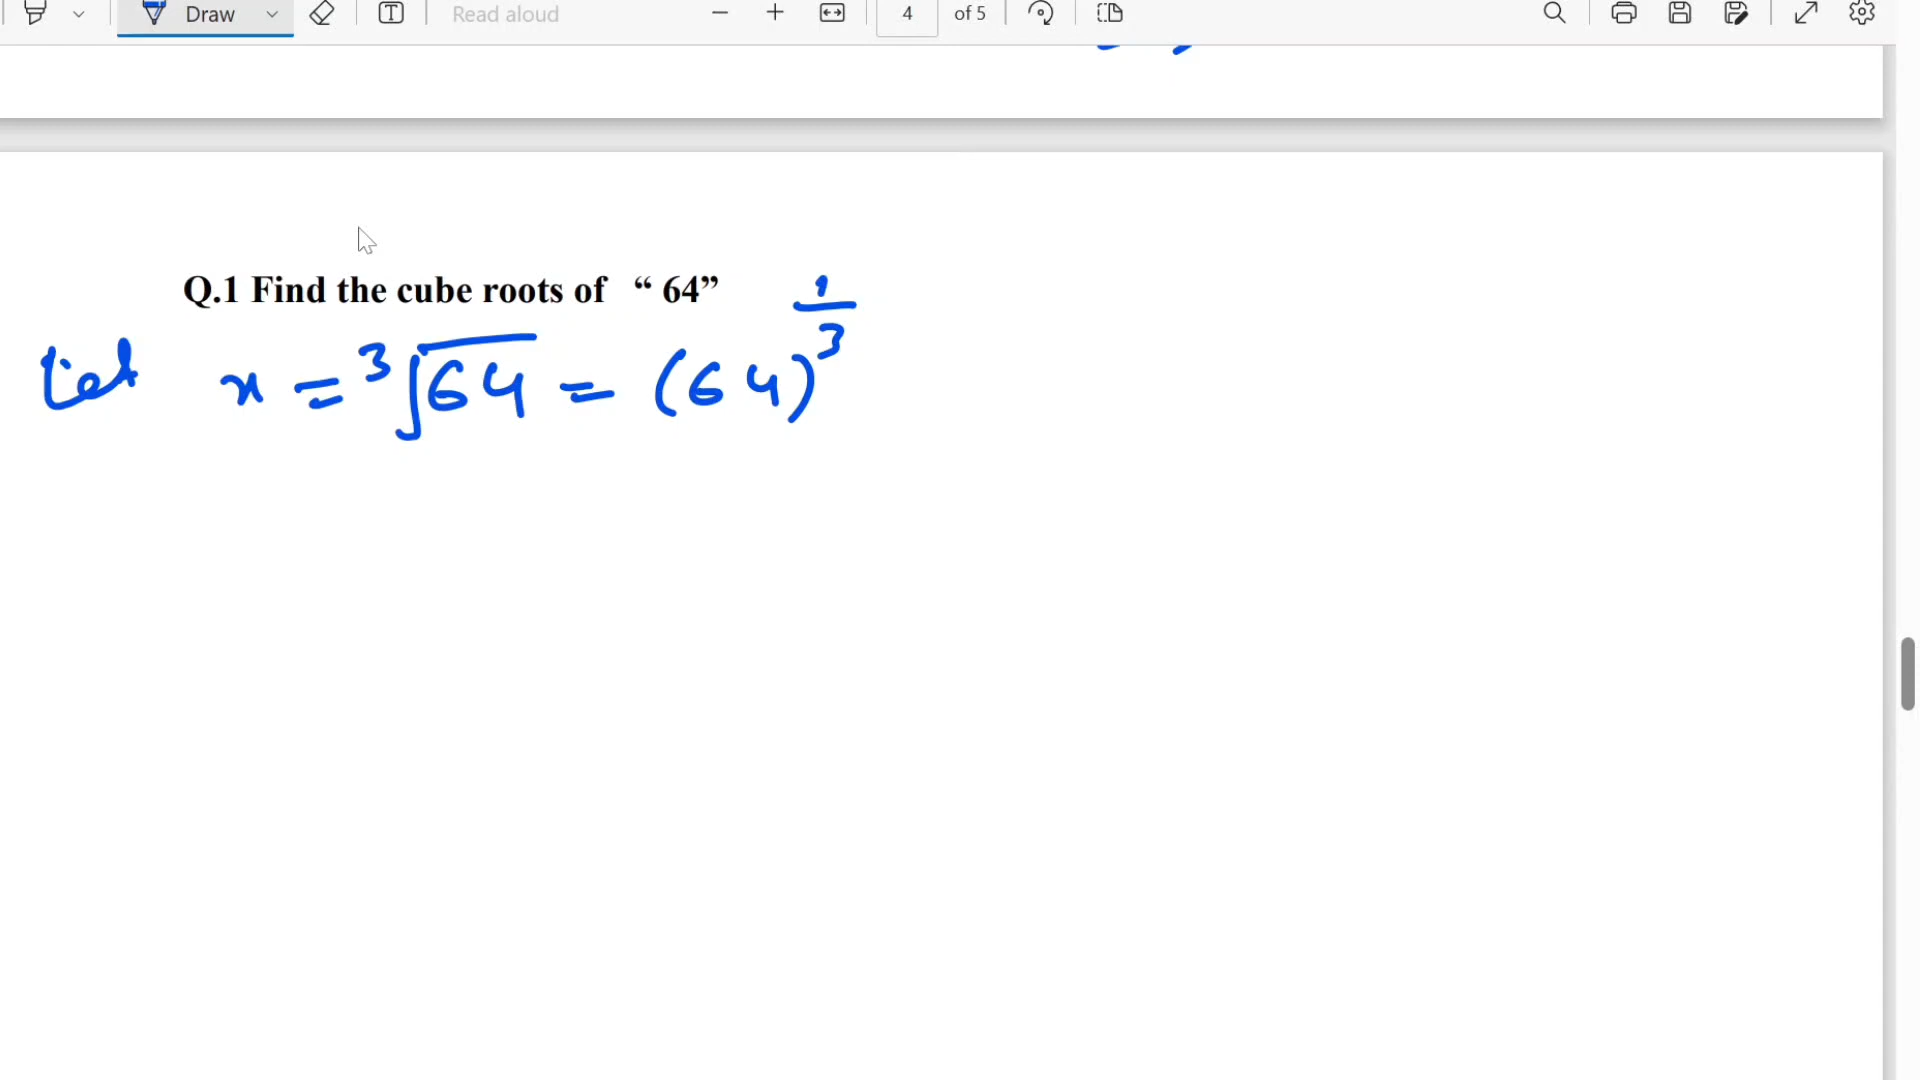 Draw Read aloud 4 of 5
Q.1 Find the cube roots of “ 64”
Let x = ³√64 = (64)^(1/3)